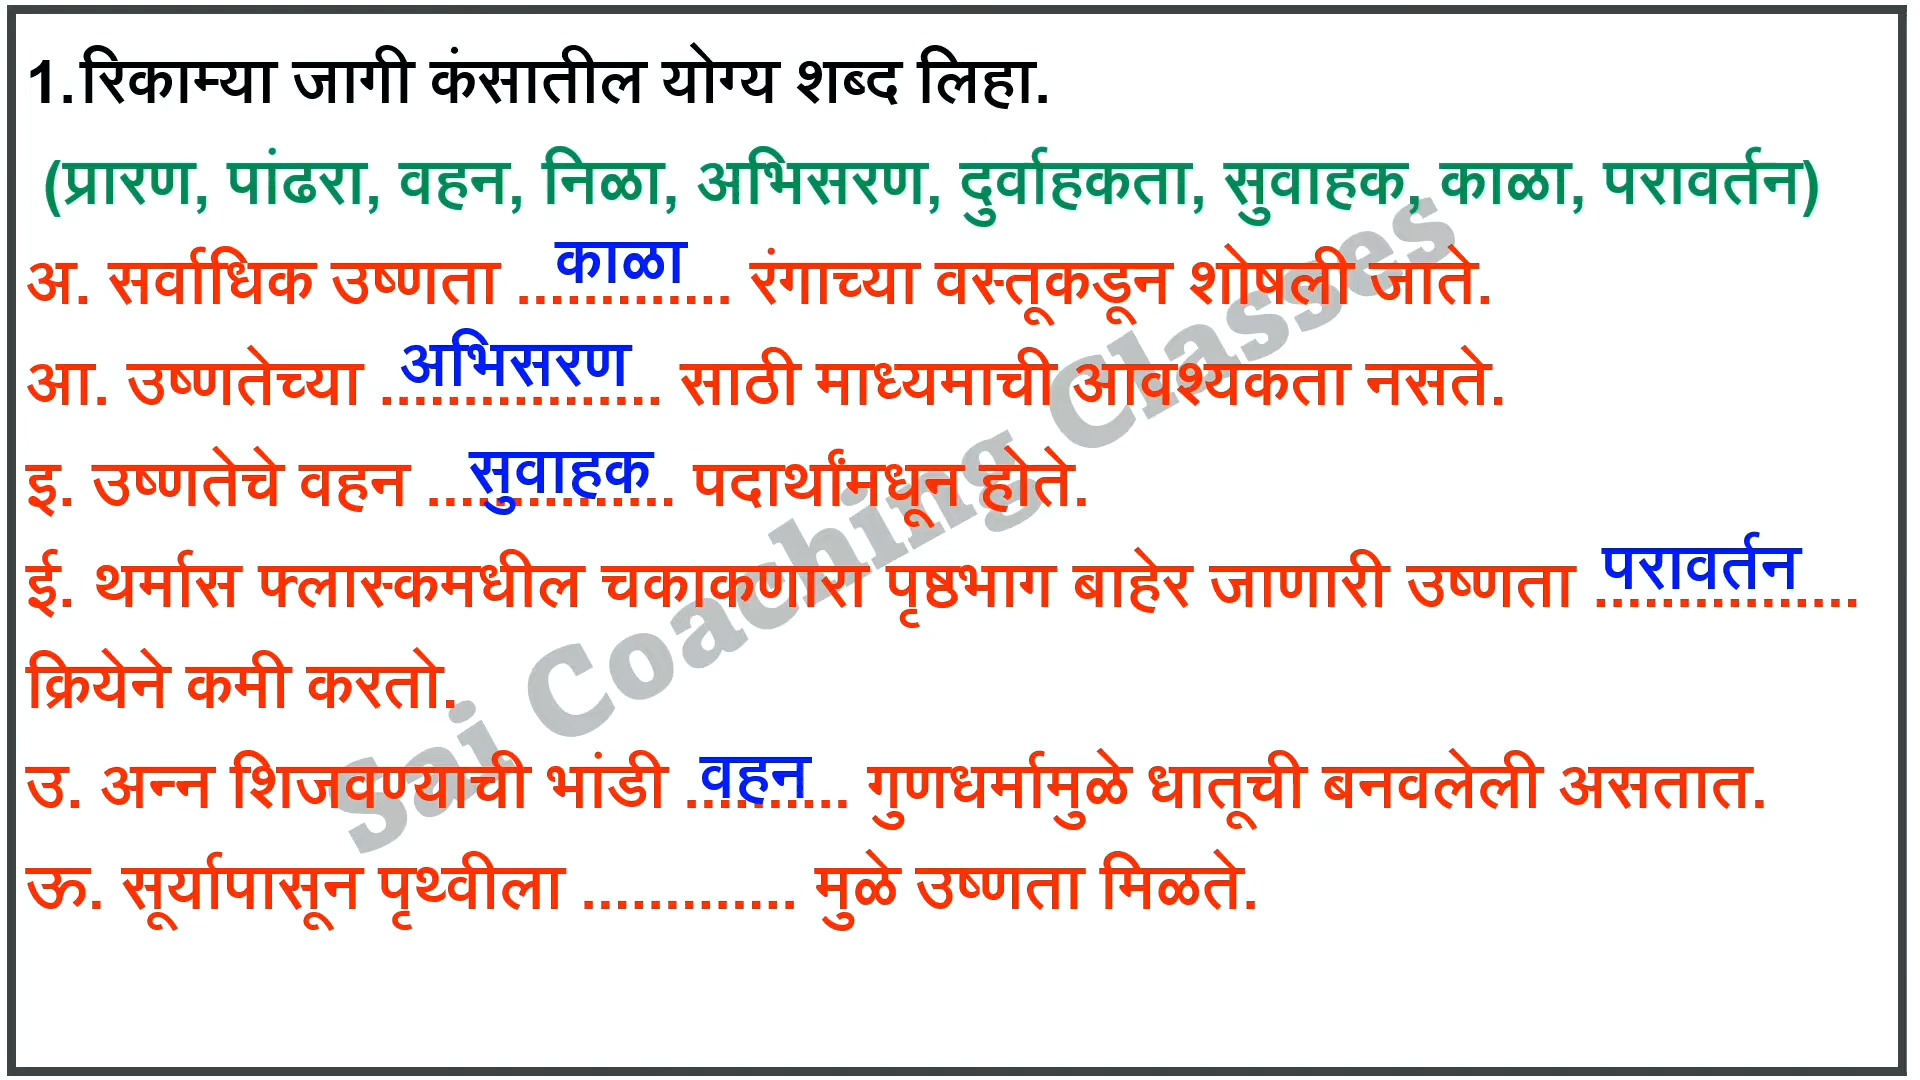 1.रिकाम्या जागी कंसातील योग्य शब्द लिहा.
(प्रारण, पांढरा, वहन, निळा, अभिसरण, दुर्वाहकता, सुवाहक, काळा, परावर्तन)
अ. सर्वाधिक उष्णता ....काळा.... रंगाच्या वस्तूकडून शोषली जाते.
आ. उष्णतेच्या ....अभिसरण.... साठी माध्यमाची आवश्यकता नसते.
इ. उष्णतेचे वहन ....सुवाहक.... पदार्थांमधून होते.
ई. थर्मास फ्लास्कमधील चकाकणारा पृष्ठभाग बाहेर जाणारी उष्णता ....परावर्तन....
क्रियेने कमी करतो.
उ. अन्न शिजवण्याची भांडी ....वहन.... गुणधर्मामुळे धातूची बनवलेली असतात.
ऊ. सूर्यापासून पृथ्वीला ............. मुळे उष्णता मिळते.
Sai Coaching Classes